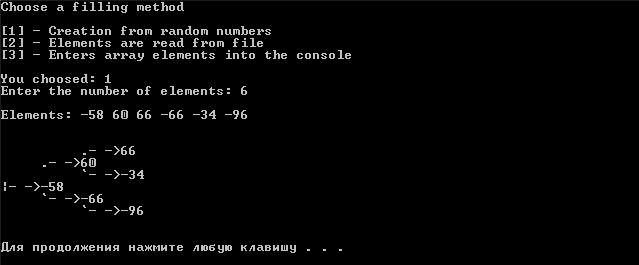 Choose a filling method
[1] - Creation from random numbers
[2] - Elements are read from file
[3] - Enters array elements into the console
You choosed: 1
Enter the number of elements: 6
Elements: -58 60 66 -66 -34 -96
.- ->66
.- ->60
`- ->-34
¦- ->-58
`- ->-66
`- ->-96
Для продолжения нажмите любую клавишу . . .